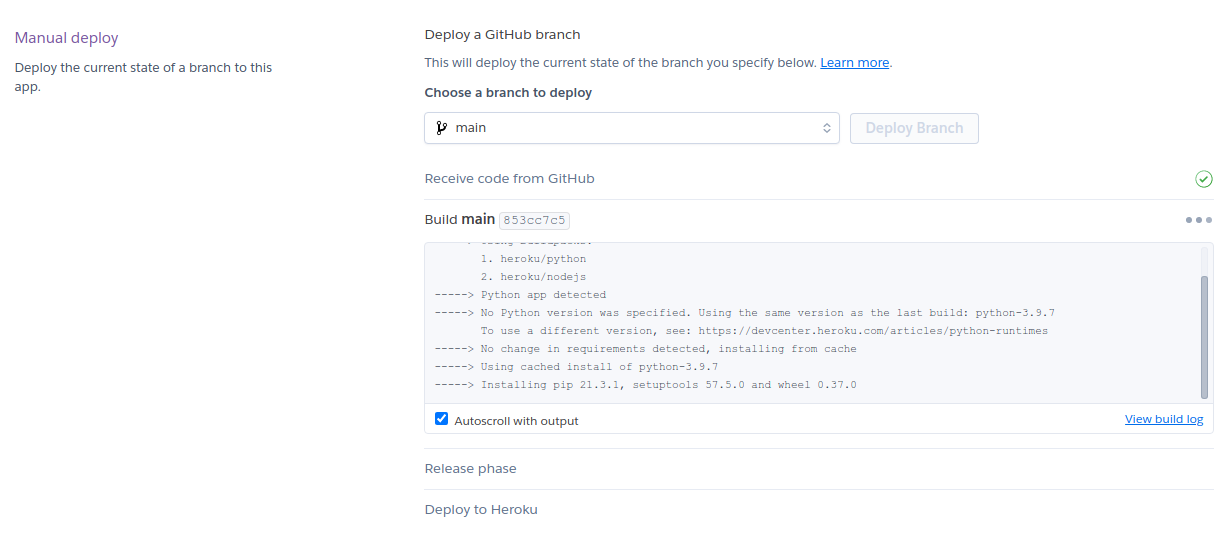 Manual deploy
Deploy the current state of a branch to this
app.
Deploy a GitHub branch
This will deploy the current state of the branch you specify below. Learn more.
Choose a branch to deploy
main
Deploy Branch
Receive code from GitHub
Build main 853cc7c5
1. heroku/python
2. heroku/nodejs
-----> Python app detected
-----> No Python version was specified. Using the same version as the last build: python-3.9.7
To use a different version, see: https://devcenter.heroku.com/articles/python-runtimes
-----> No change in requirements detected, installing from cache
-----> Using cached install of python-3.9.7
-----> Installing pip 21.3.1, setuptools 57.5.0 and wheel 0.37.0
Autoscroll with output
View build log
Release phase
Deploy to Heroku